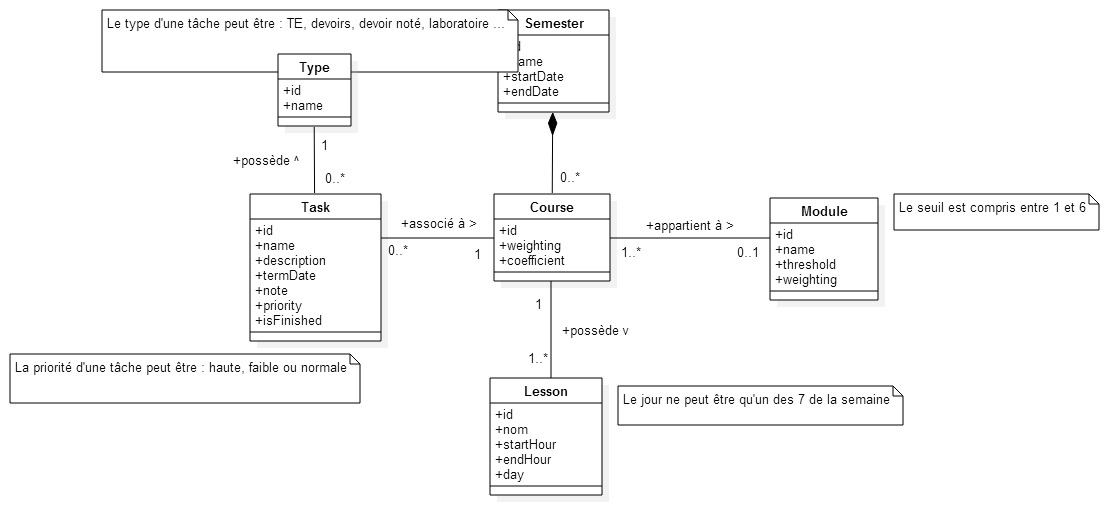 Le type d'une tâche peut être : TE, devoirs, devoir noté, laboratoire ...
Semester
+startDate
+endDate
Type
+id
+name
1
+possède ^
0..*
0..*
Task
+id
+name
+description
+termDate
+note
+priority
+isFinished
+associé à >
0..*
1
Course
+id
+weighting
+coefficient
+appartient à >
1..*
0..1
Module
+id
+name
+threshold
+weighting
Le seuil est compris entre 1 et 6
1
+possède v
1..*
La priorité d'une tâche peut être : haute, faible ou normale
Lesson
+id
+nom
+startHour
+endHour
+day
Le jour ne peut être qu'un des 7 de la semaine